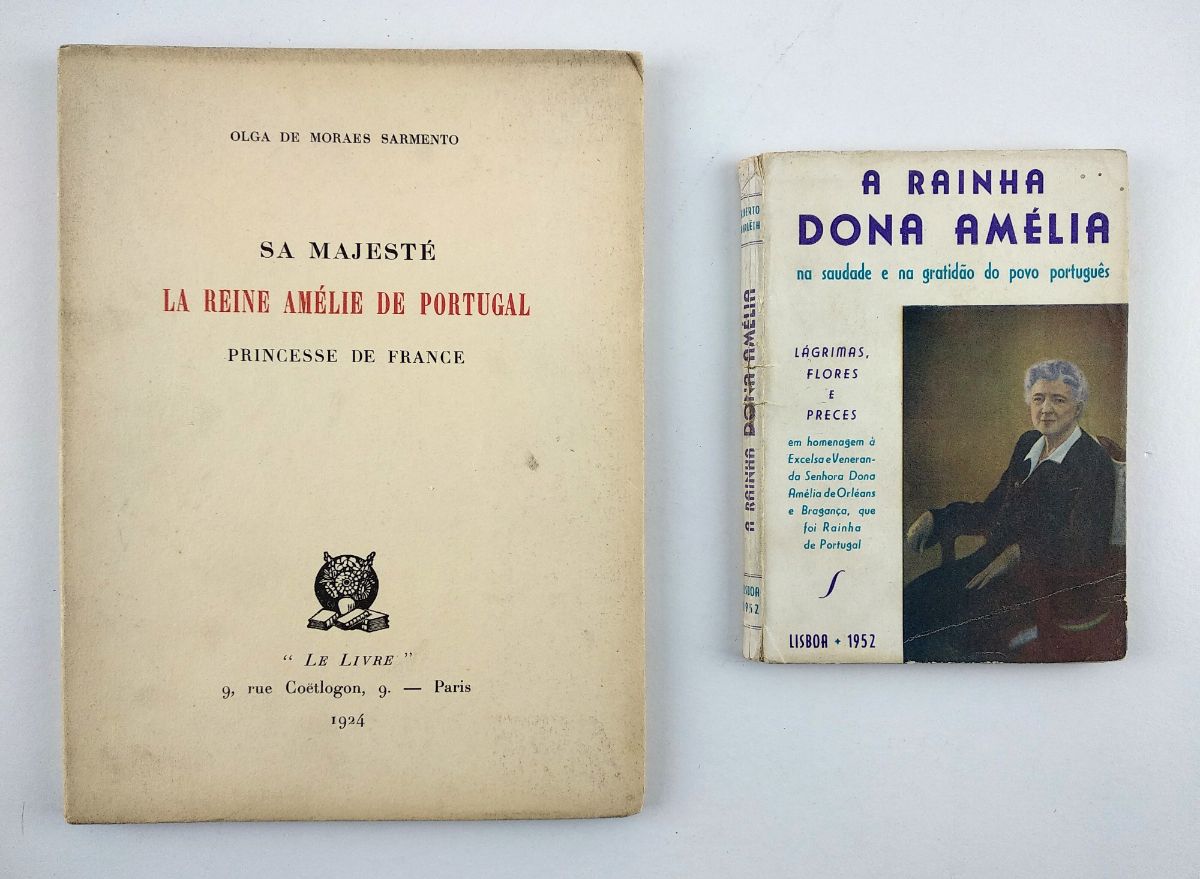 OLGA DE MORAES SARMENTO
SA MAJESTÉ
LA REINE AMÉLIE DE PORTUGAL
PRINCESSE DE FRANCE
“ LE LIVRE ”
9, rue Coëtlogon, 9. — Paris
1924
A RAINHA DONA AMÉLIA
A RAINHA
DONA AMÉLIA
na saudade e na gratidão do povo português
LÁGRIMAS,
FLORES
E
PRECES
em homenagem à
Excelsa e Veneran-
da Senhora Dona
Amélia de Orléans
e Bragança, que
foi Rainha
de Portugal
LISBOA + 1952